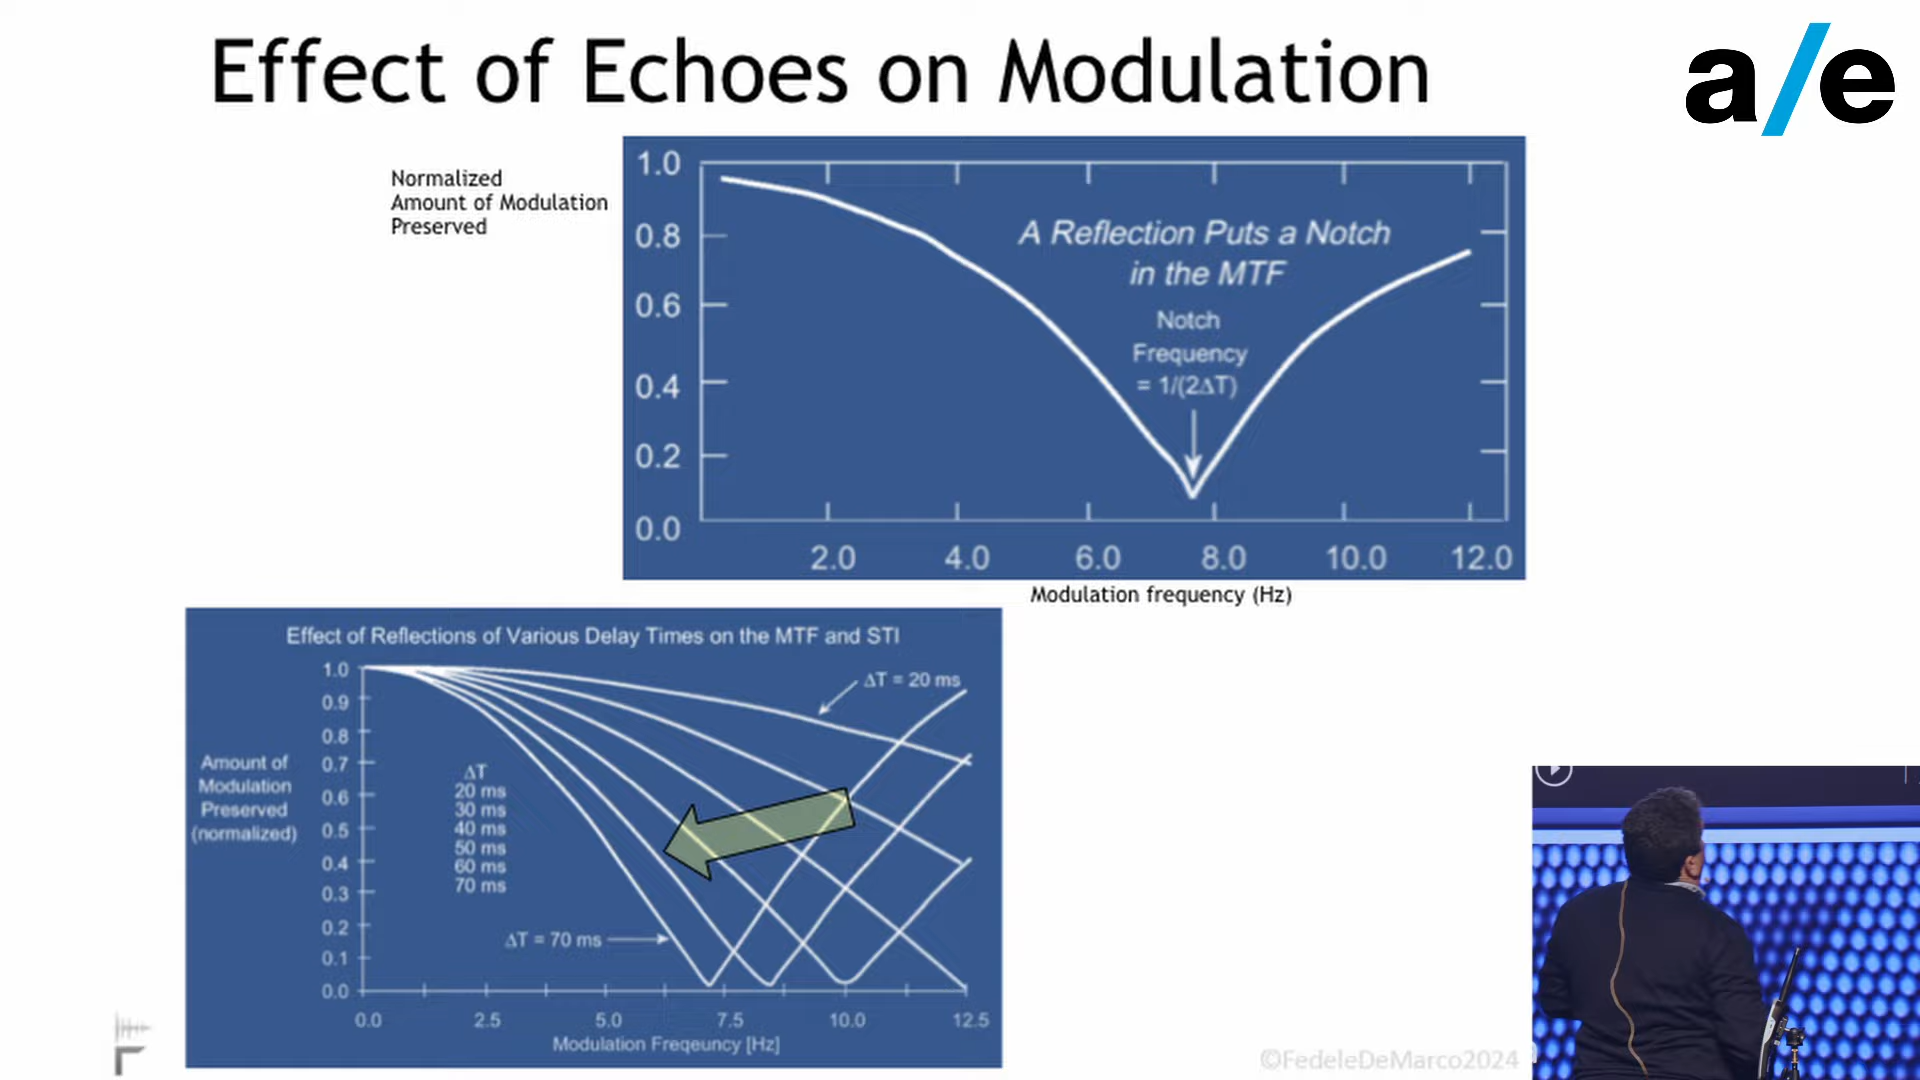 Effect of Echoes on Modulation
a/e
Normalized
Amount of Modulation
Preserved
1.0
0.8
0.6
0.4
0.2
0.0
A Reflection Puts a Notch
in the MTF
Notch
Frequency
= 1/(2ΔT)
2.0 4.0 6.0 8.0 10.0 12.0
Modulation frequency (Hz)
Effect of Reflections of Various Delay Times on the MTF and STI
Amount of
Modulation
Preserved
(normalized)
1.0
0.9
0.8
0.7
0.6
0.5
0.4
0.3
0.2
0.1
0.0
ΔT = 20 ms
ΔT
20 ms
30 ms
40 ms
50 ms
60 ms
70 ms
ΔT = 70 ms
0.0 2.5 5.0 7.5 10.0 12.5
Modulation Freqeuncy [Hz]
©FedeleDeMarco2024